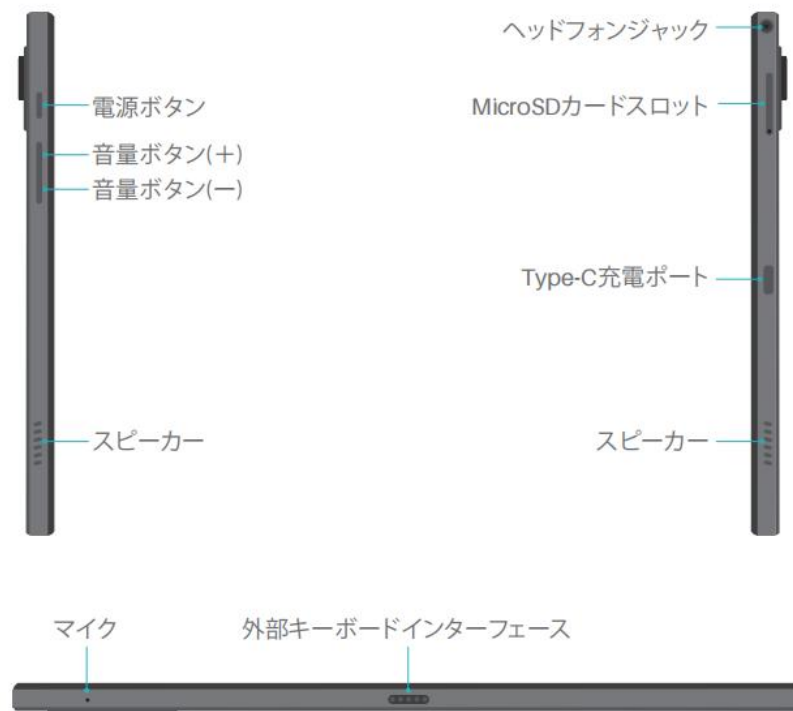 ヘッドフォンジャック
電源ボタン
MicroSDカードスロット
音量ボタン(＋)
音量ボタン(ー)
Type-C充電ポート
スピーカー
スピーカー
マイク
外部キーボードインターフェース